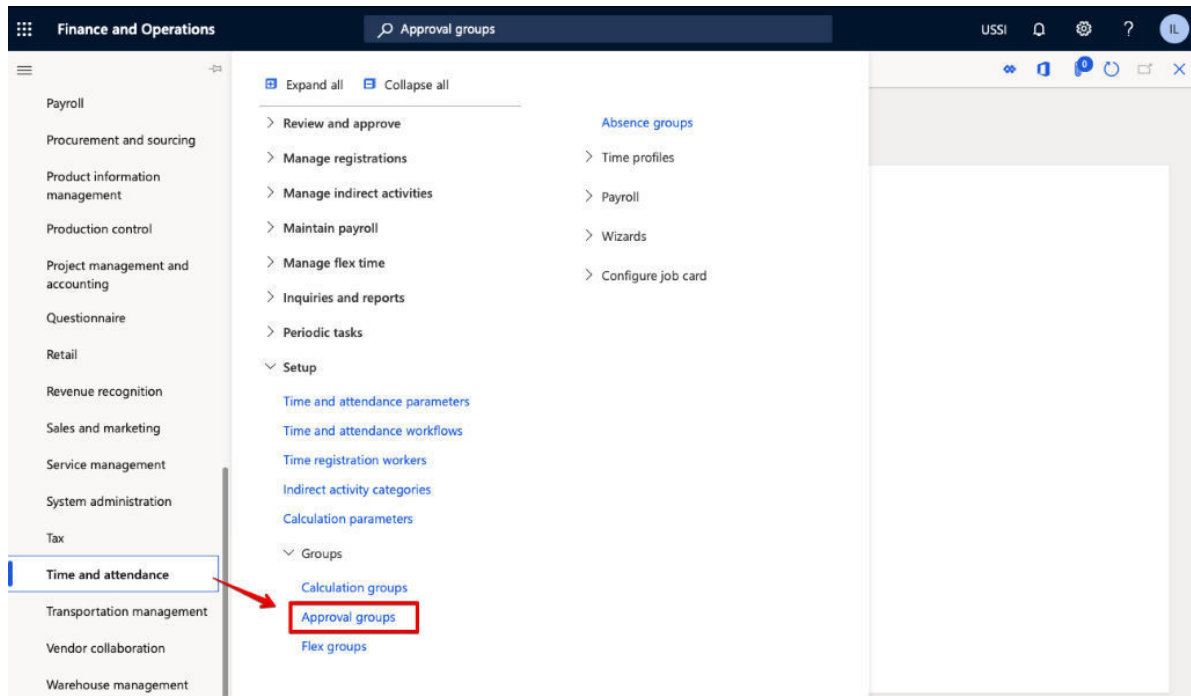 Finance and Operations
Approval groups
USSI
?
IL
0
Payroll
Procurement and sourcing
Product information
management
Production control
Project management and
accounting
Questionnaire
Retail
Revenue recognition
Sales and marketing
Service management
System administration
Tax
Time and attendance
Transportation management
Vendor collaboration
Warehouse management
Expand all
Collapse all
Review and approve
Manage registrations
Manage indirect activities
Maintain payroll
Manage flex time
Inquiries and reports
Periodic tasks
Setup
Time and attendance parameters
Time and attendance workflows
Time registration workers
Indirect activity categories
Calculation parameters
Groups
Calculation groups
Approval groups
Flex groups
Absence groups
Time profiles
Payroll
Wizards
Configure job card